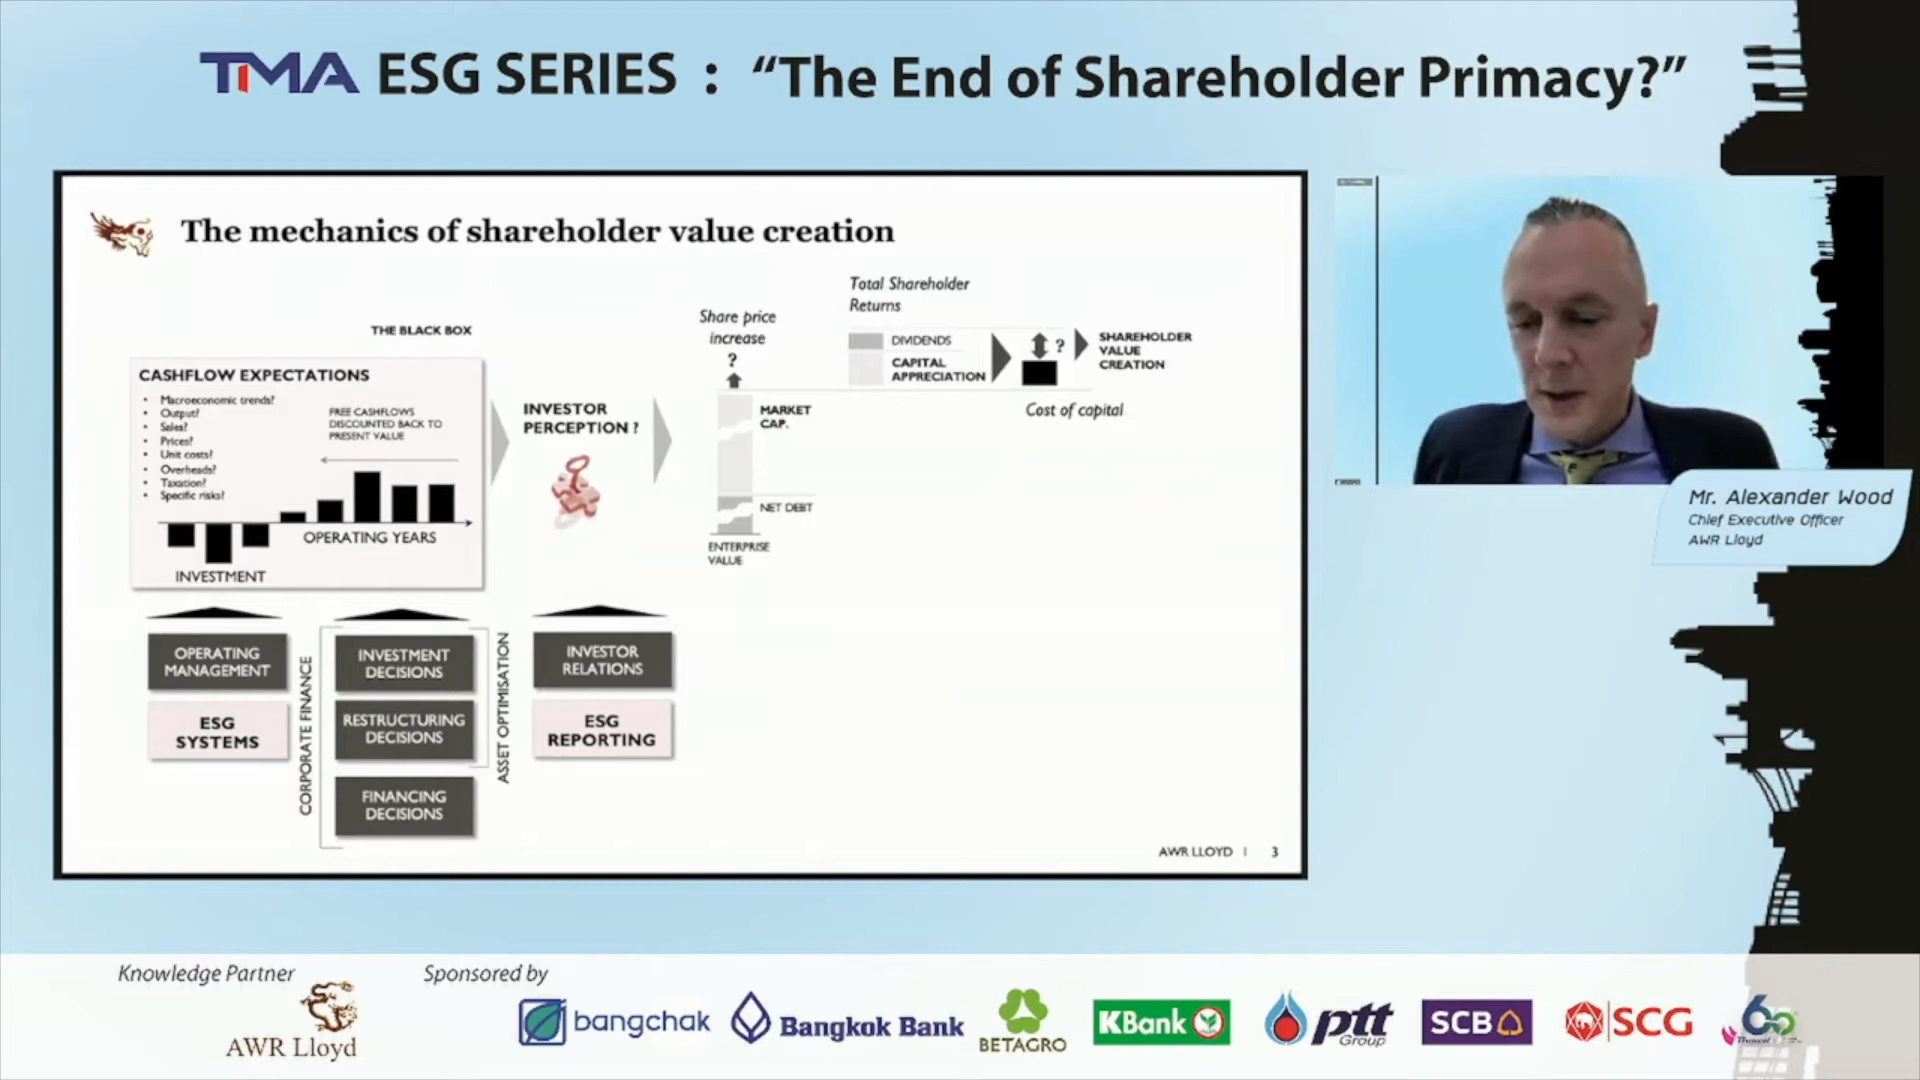 TMA ESG SERIES : “The End of Shareholder Primacy?”
The mechanics of shareholder value creation
THE BLACK BOX
CASHFLOW EXPECTATIONS
• Macroeconomic trends?
• Output?
• Sales?
• Prices?
• Unit costs?
• Overheads?
• Taxation?
• Specific risks?
FREE CASHFLOWS
DISCOUNTED BACK TO
PRESENT VALUE
OPERATING YEARS
INVESTMENT
INVESTOR
PERCEPTION ?
Share price
increase
?
MARKET
CAP.
NET DEBT
ENTERPRISE
VALUE
Total Shareholder
Returns
DIVIDENDS
CAPITAL
APPRECIATION
?
Cost of capital
SHAREHOLDER
VALUE
CREATION
OPERATING
MANAGEMENT
ESG
SYSTEMS
CORPORATE FINANCE
INVESTMENT
DECISIONS
RESTRUCTURING
DECISIONS
FINANCING
DECISIONS
ASSET OPTIMISATION
INVESTOR
RELATIONS
ESG
REPORTING
AWR LLOYD | 3
Mr. Alexander Wood
Chief Executive Officer
AWR Lloyd
Knowledge Partner
AWR Lloyd
Sponsored by
bangchak
Bangkok Bank
BETAGRO
KBank
ptt
Group
SCB
SCG
60